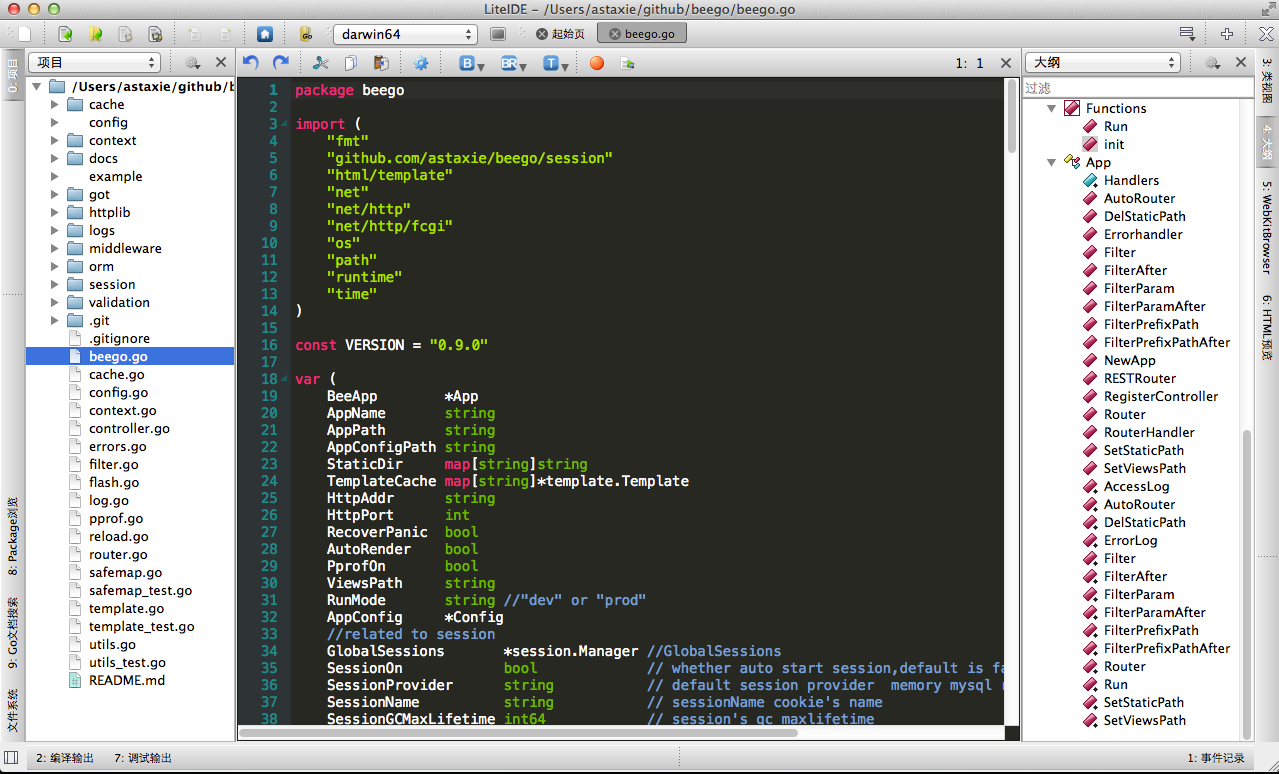 LiteIDE - /Users/astaxie/github/beego/beego.go
darwin64
起始页
beego.go
0: 项目
8: Package浏览
9: Go文档搜索
文件系统
项目
/Users/astaxie/github/b
cache
config
context
docs
example
got
httplib
logs
middleware
orm
session
validation
.git
.gitignore
beego.go
cache.go
config.go
context.go
controller.go
errors.go
filter.go
flash.go
log.go
pprof.go
reload.go
router.go
safemap.go
safemap_test.go
template.go
template_test.go
utils.go
utils_test.go
README.md
B BR T 1: 1
1 package beego
2
3 import (
4 "fmt"
5 "github.com/astaxie/beego/session"
6 "html/template"
7 "net"
8 "net/http"
9 "net/http/fcgi"
10 "os"
11 "path"
12 "runtime"
13 "time"
14 )
15
16 const VERSION = "0.9.0"
17
18 var (
19 BeeApp *App
20 AppName string
21 AppPath string
22 AppConfigPath string
23 StaticDir map[string]string
24 TemplateCache map[string]*template.Template
25 HttpAddr string
26 HttpPort int
27 RecoverPanic bool
28 AutoRender bool
29 PprofOn bool
30 ViewsPath string
31 RunMode string //"dev" or "prod"
32 AppConfig *Config
33 //related to session
34 GlobalSessions *session.Manager //GlobalSessions
35 SessionOn bool // whether auto start session,default is fa
36 SessionProvider string // default session provider memory mysql
37 SessionName string // sessionName cookie's name
38 SessionGCMaxLifetime int64 // session's gc maxlifetime
大纲
过滤
Functions
Run
init
App
Handlers
AutoRouter
DelStaticPath
Errorhandler
Filter
FilterAfter
FilterParam
FilterParamAfter
FilterPrefixPath
FilterPrefixPathAfter
NewApp
RESTRouter
RegisterController
Router
RouterHandler
SetStaticPath
SetViewsPath
AccessLog
AutoRouter
DelStaticPath
ErrorLog
Filter
FilterAfter
FilterParam
FilterParamAfter
FilterPrefixPath
FilterPrefixPathAfter
Router
Run
SetStaticPath
SetViewsPath
3: 类视图
4: 大纲
5: WebKitBrowser
6: HTML预览
2: 编译输出 7: 调试输出 1: 事件记录